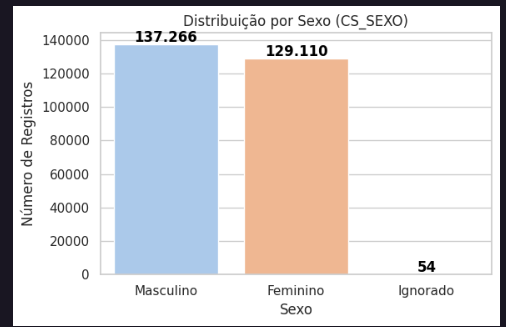 Distribuição por Sexo (CS_SEXO)
140000
120000
100000
80000
60000
40000
20000
0
137.266
129.110
54
Masculino
Feminino
Ignorado
Sexo
Número de Registros